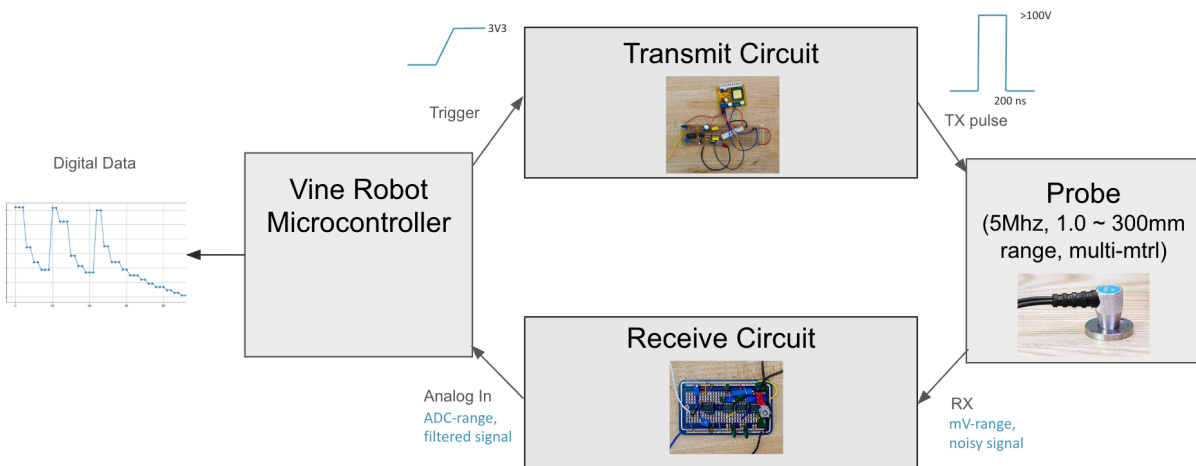 3V3
Transmit Circuit
>100V
200 ns
Trigger
TX pulse
Digital Data
Vine Robot
Microcontroller
Probe
(5Mhz, 1.0 ~ 300mm
range, multi-mtrl)
Receive Circuit
Analog In
ADC-range,
filtered signal
RX
mV-range,
noisy signal